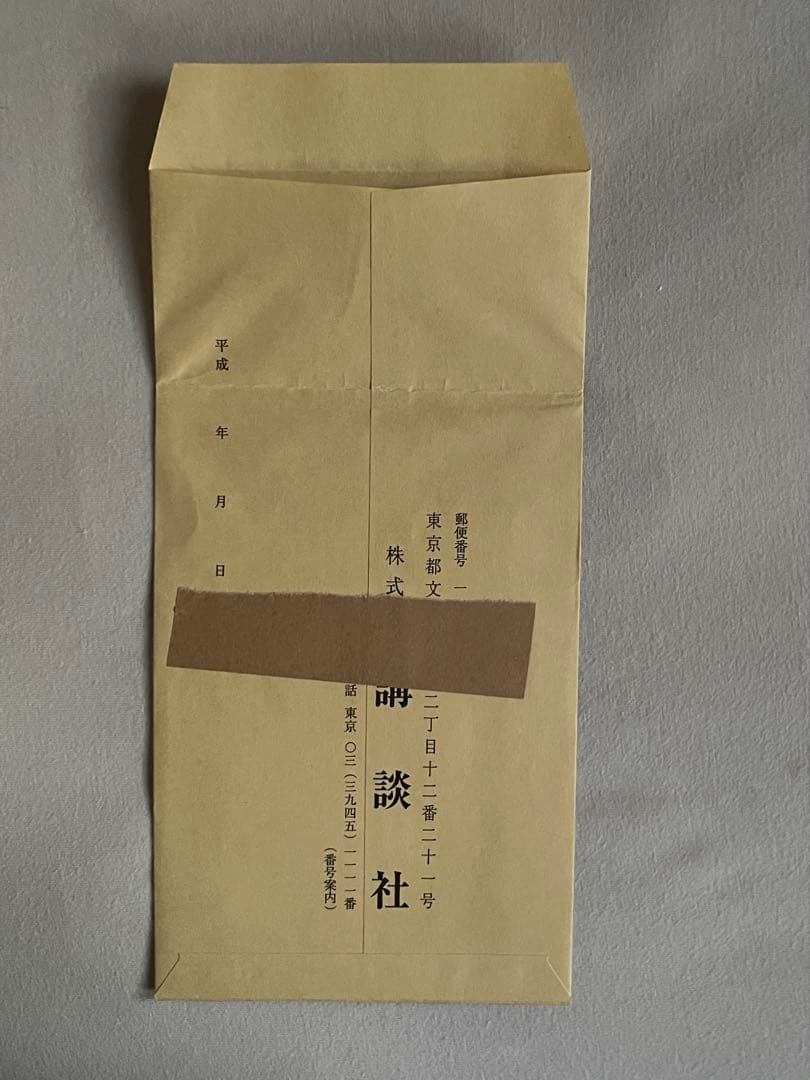 郵便番号 一
東京都文 二丁目十二番二十一号
株式
講談社
話 東京 〇三(三九四五)一一一一番
(番号案内)
平成 年 月 日